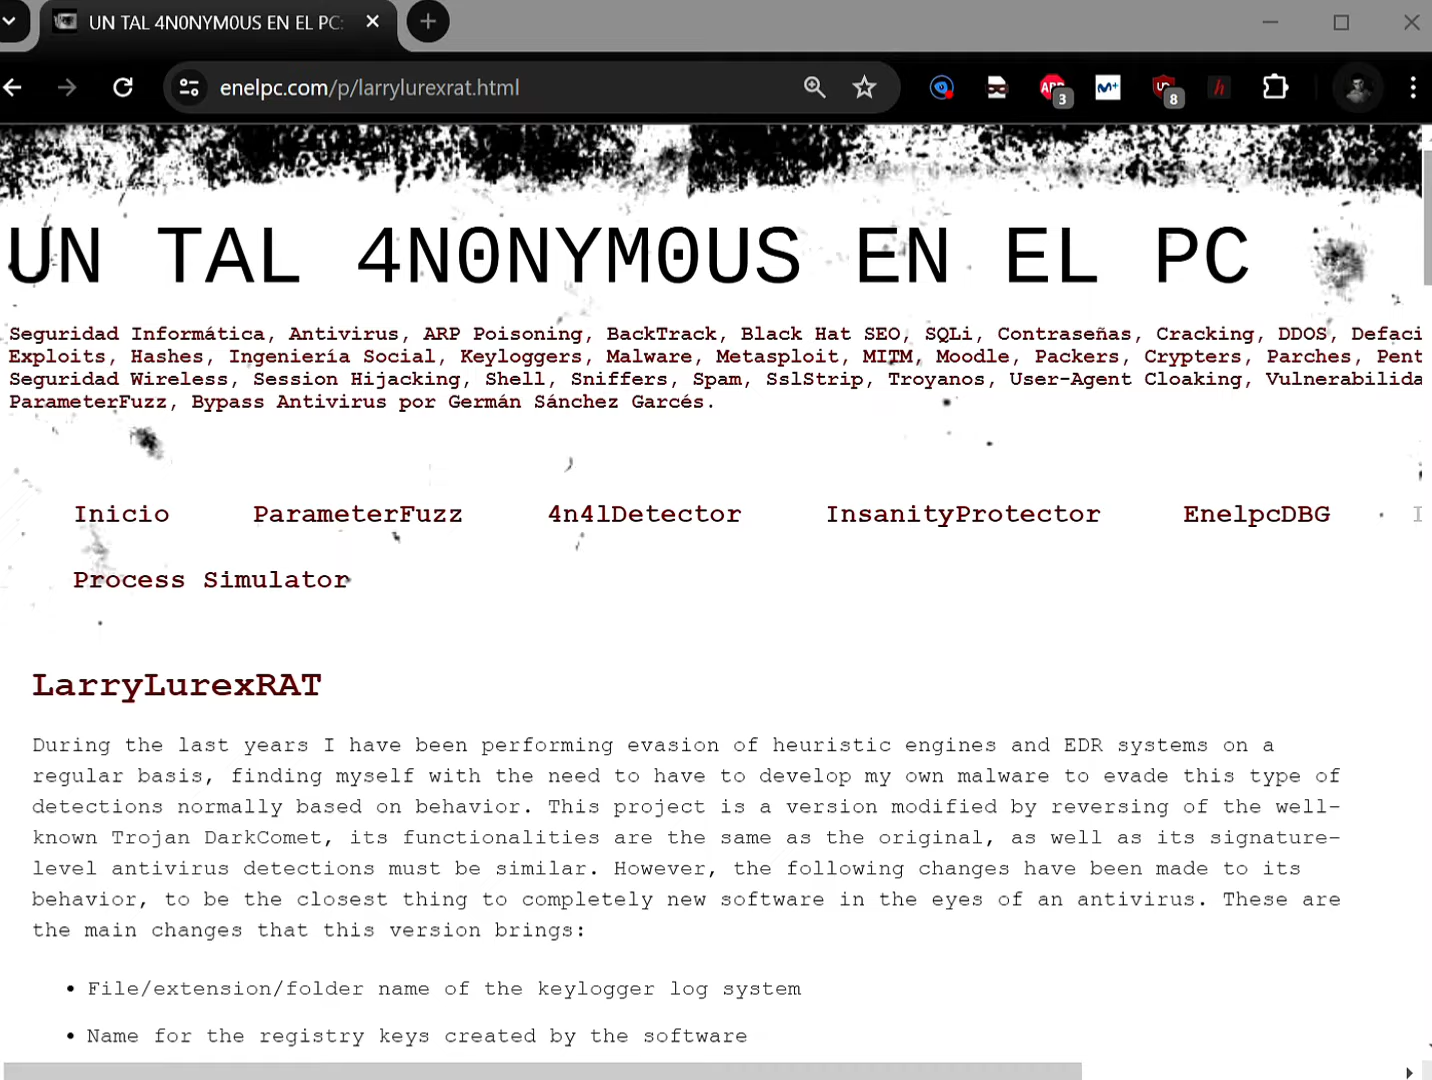 UN TAL 4N0NYM0US EN EL PC:
enelpc.com/p/larrylurexrat.html
3
8
UN TAL 4N0NYM0US EN EL PC
Seguridad Informática, Antivirus, ARP Poisoning, BackTrack, Black Hat SEO, SQLi, Contraseñas, Cracking, DDOS, Defaci
Exploits, Hashes, Ingeniería Social, Keyloggers, Malware, Metasploit, MITM, Moodle, Parches, Packers, Crypters, Parches, Pent
Seguridad Wireless, Session Hijacking, Shell, Sniffers, Spam, SslStrip, Troyanos, User-Agent Cloaking, Vulnerabilida
ParameterFuzz, Bypass Antivirus por Germán Sánchez Garcés.
Inicio ParameterFuzz 4n4lDetector InsanityProtector EnelpcDBG
Process Simulator
LarryLurexRAT
During the last years I have been performing evasion of heuristic engines and EDR systems on a
regular basis, finding myself with the need to have to develop my own malware to evade this type of
detections normally based on behavior. This project is a version modified by reversing of the well-
known Trojan DarkComet, its functionalities are the same as the original, as well as its signature-
level antivirus detections must be similar. However, the following changes have been made to its
behavior, to be the closest thing to completely new software in the eyes of an antivirus. These are
the main changes that this version brings:
• File/extension/folder name of the keylogger log system
• Name for the registry keys created by the software